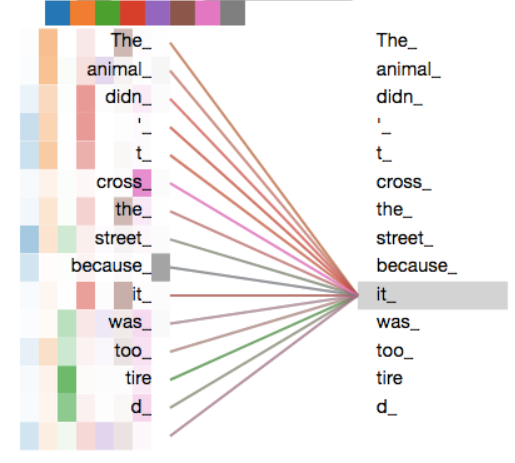 The_ The_
animal_ animal_
didn_ didn_
'_ '_
t_ t_
cross_ cross_
the_ the_
street_ street_
because_ because_
it_ it_
was_ was_
too_ too_
tire tire
d_ d_